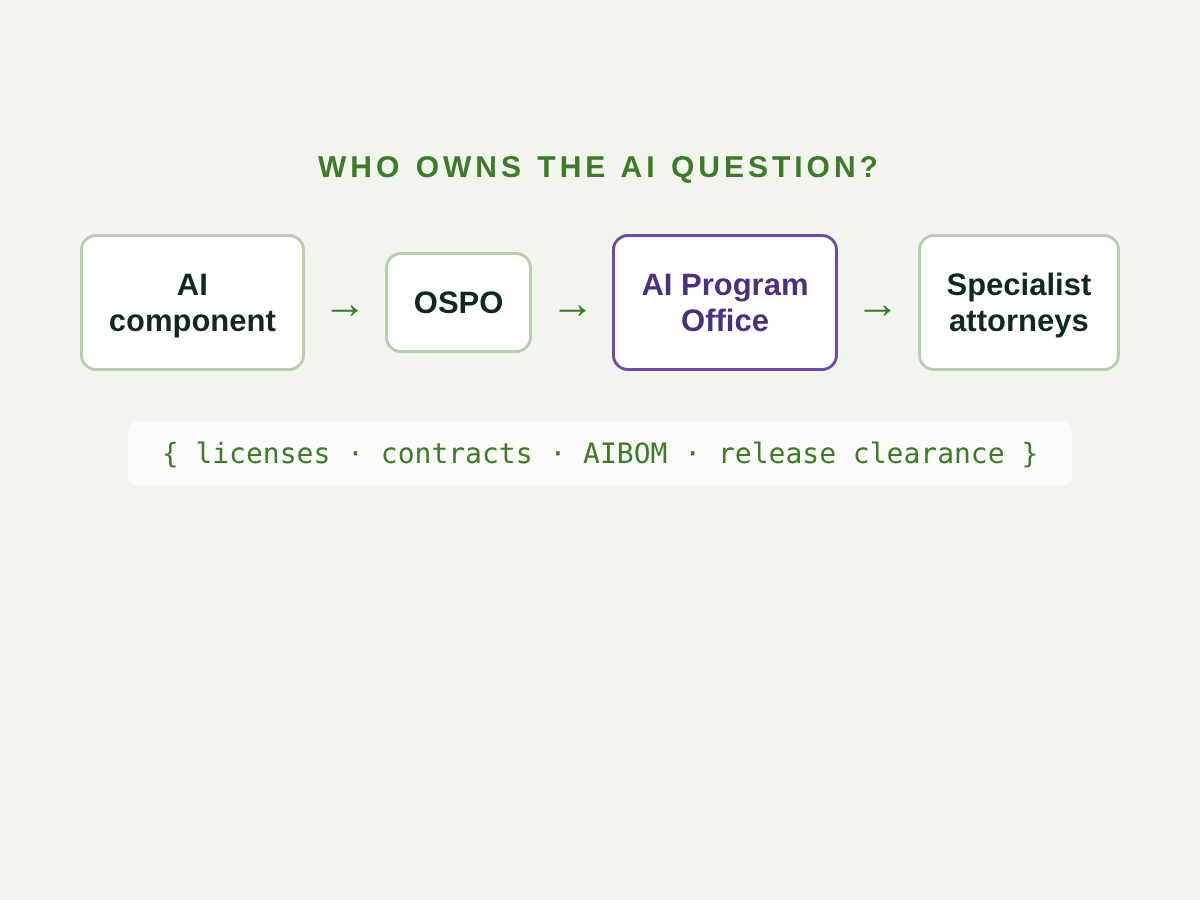 WHO OWNS THE AI QUESTION?
AI
component
→
OSPO
→
AI Program
Office
→
Specialist
attorneys
{ licenses · contracts · AIBOM · release clearance }